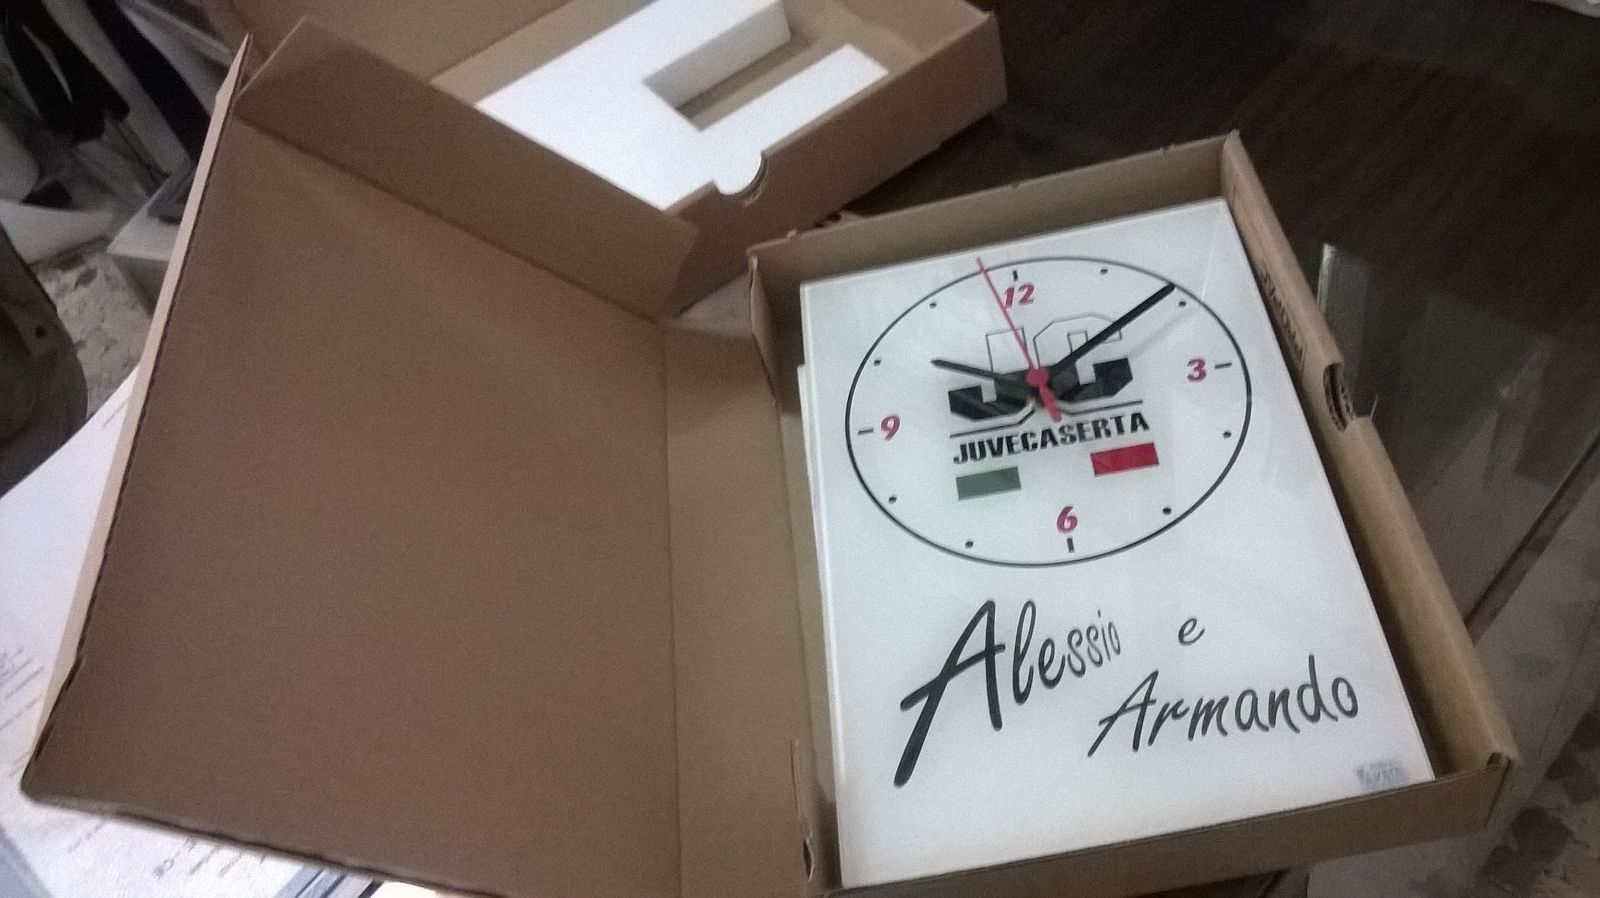 12
3
9
6
JC
JUVECASERTA
Alessio e
Armando